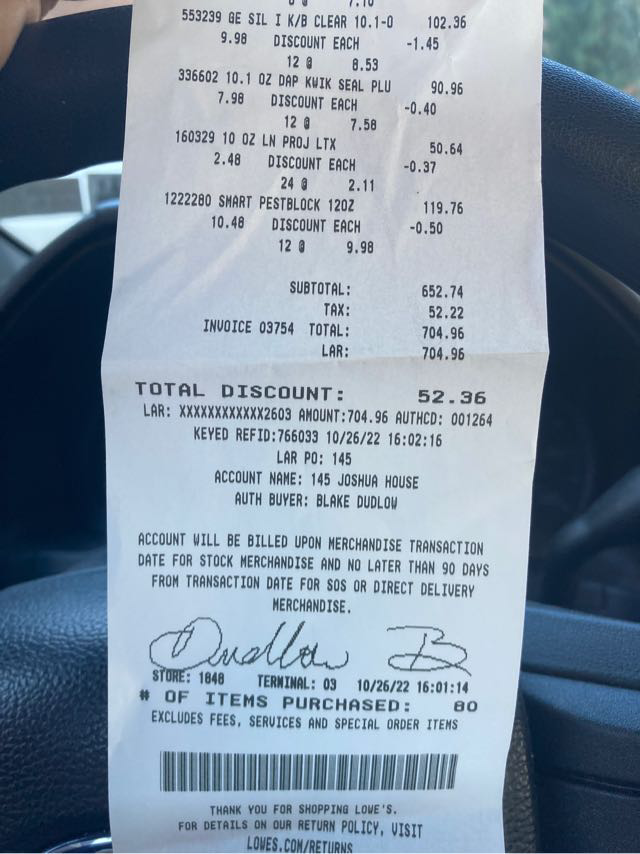 7.10
553239 GE SIL I K/B CLEAR 10.1-O 102.36
9.98 DISCOUNT EACH -1.45
12 @ 8.53
336602 10.1 OZ DAP KWIK SEAL PLU 90.96
7.98 DISCOUNT EACH -0.40
12 @ 7.58
160329 10 OZ LN PROJ LTX 50.64
2.48 DISCOUNT EACH -0.37
24 @ 2.11
1222280 SMART PESTBLOCK 12OZ 119.76
10.48 DISCOUNT EACH -0.50
12 @ 9.98
SUBTOTAL: 652.74
TAX: 52.22
INVOICE 03754 TOTAL: 704.96
LAR: 704.96
TOTAL DISCOUNT: 52.36
LAR: XXXXXXXXXXXX2603 AMOUNT:704.96 AUTHCD: 001264
KEYED REFID:766033 10/26/22 16:02:16
LAR PO: 145
ACCOUNT NAME: 145 JOSHUA HOUSE
AUTH BUYER: BLAKE DUDLOW
ACCOUNT WILL BE BILLED UPON MERCHANDISE TRANSACTION
DATE FOR STOCK MERCHANDISE AND NO LATER THAN 90 DAYS
FROM TRANSACTION DATE FOR SOS OR DIRECT DELIVERY
MERCHANDISE.
Dudlow B
STORE: 1848 TERMINAL: 03 10/26/22 16:01:14
# OF ITEMS PURCHASED: 80
EXCLUDES FEES, SERVICES AND SPECIAL ORDER ITEMS
THANK YOU FOR SHOPPING LOWE'S.
FOR DETAILS ON OUR RETURN POLICY, VISIT
LOWES.COM/RETURNS